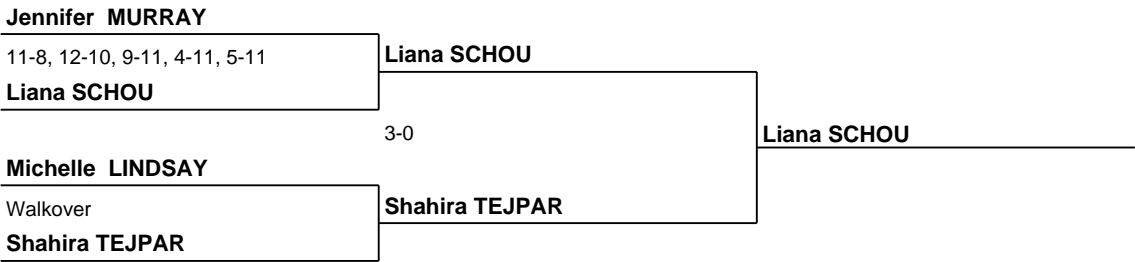 Jennifer  MURRAY
11-8, 12-10, 9-11, 4-11, 5-11
Liana SCHOU
Liana SCHOU
3-0
Liana SCHOU
Michelle  LINDSAY
Walkover
Shahira TEJPAR
Shahira TEJPAR